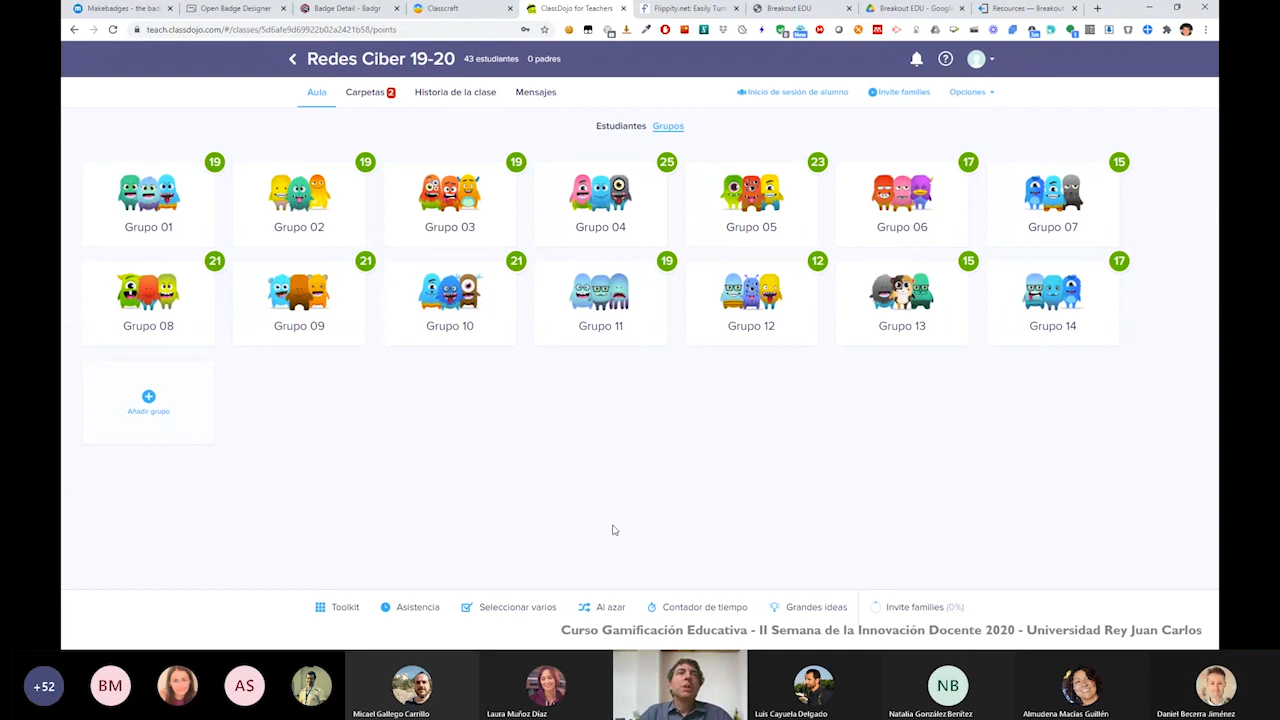 Makebadges - the bad
Open Badge Designer
Badge Detail - Badgr
Classcraft
ClassDojo for Teachers
Flippity.net: Easily Turn
Breakout EDU
Breakout EDU - Google
Resources — Breakout
teach.classdojo.com/#/classes/5d6afe9d69922b02a2421b58/points
Redes Ciber 19-20
43 estudiantes
0 padres
Aula
Carpetas 2
Historia de la clase
Mensajes
Inicio de sesión de alumno
Invite families
Opciones
Estudiantes
Grupos
19
19
19
25
23
17
15
Grupo 01
Grupo 02
Grupo 03
Grupo 04
Grupo 05
Grupo 06
Grupo 07
21
21
21
19
12
15
17
Grupo 08
Grupo 09
Grupo 10
Grupo 11
Grupo 12
Grupo 13
Grupo 14
Añadir grupo
Toolkit
Asistencia
Seleccionar varios
Al azar
Contador de tiempo
Grandes ideas
Invite families (0%)
Curso Gamificación Educativa - II Semana de la Innovación Docente 2020 - Universidad Rey Juan Carlos
+52
BM
AS
NB
Micael Gallego Carrillo
Laura Muñoz Díaz
Luis Cayuela Delgado
Natalia González Benítez
Almudena Macías Guillén
Daniel Becerra Jiménez